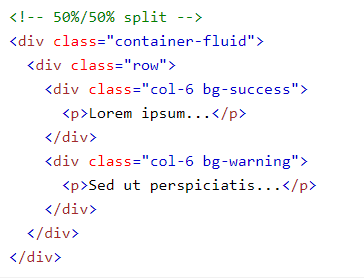 <!-- 50%/50% split -->
<div class="container-fluid">
  <div class="row">
    <div class="col-6 bg-success">
      <p>Lorem ipsum...</p>
    </div>
    <div class="col-6 bg-warning">
      <p>Sed ut perspiciatis...</p>
    </div>
  </div>
</div>